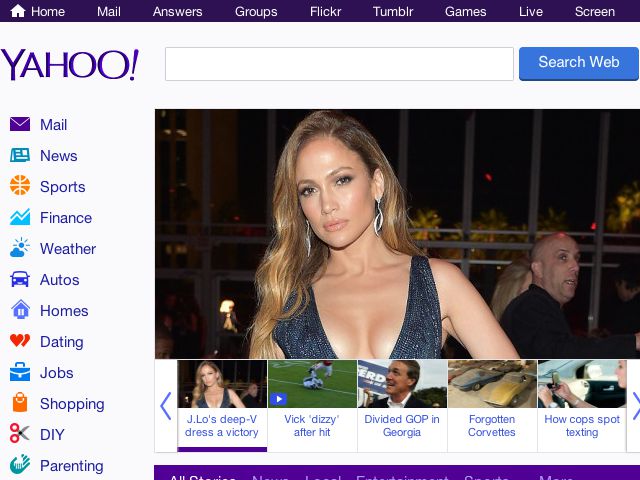 Home Mail Answers Groups Flickr Tumblr Games Live Screen
YAHOO!
Search Web
Mail
News
Sports
Finance
Weather
Autos
Homes
Dating
Jobs
Shopping
DIY
Parenting
J.Lo's deep-V
dress a victory
Vick 'dizzy'
after hit
Divided GOP in
Georgia
Forgotten
Corvettes
How cops spot
texting
All Stories News Local Entertainment Sports More